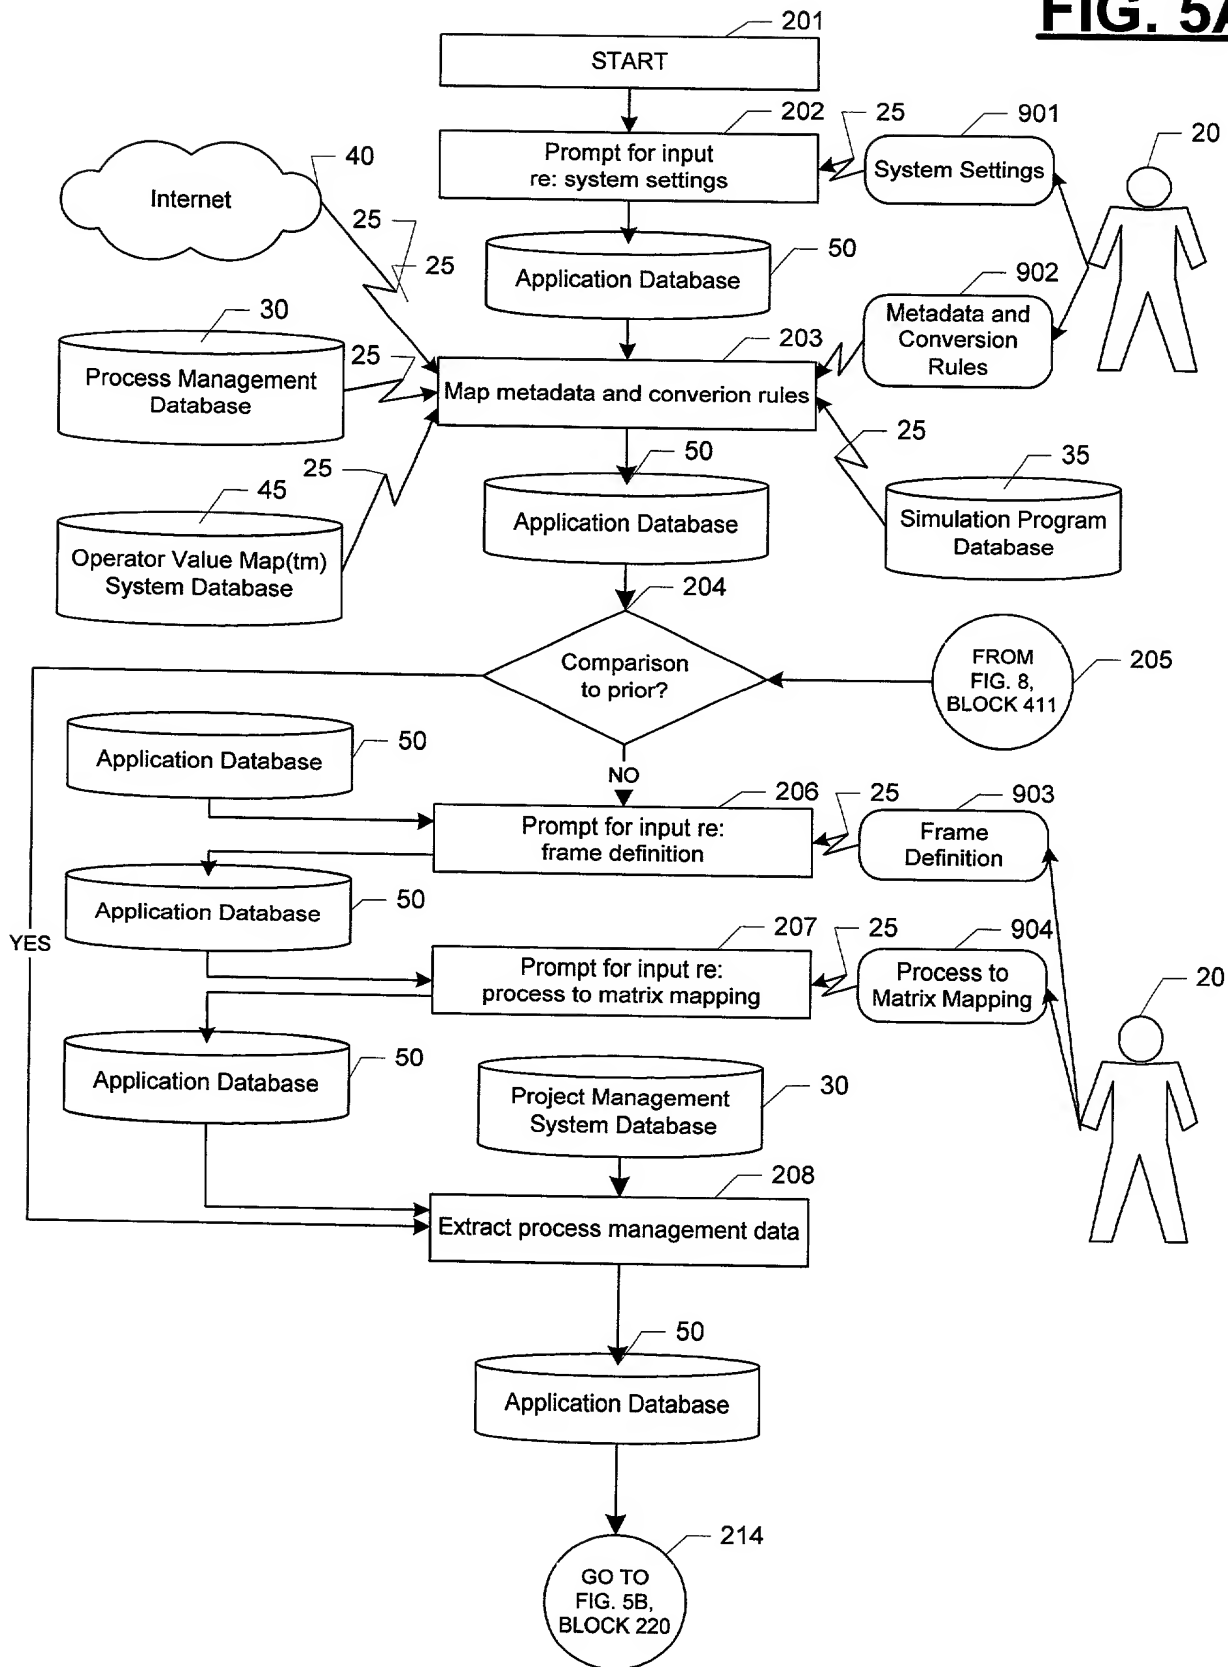 FIG. 5A
201
START
202
25
901
20
Prompt for input
re: system settings
System Settings
40
Internet
25
25
50
Application Database
902
Metadata and
Conversion
Rules
30
Process Management
Database
25
203
Map metadata and converion rules
25
45
Operator Value Map(tm)
System Database
25
50
Application Database
35
Simulation Program
Database
204
Comparison
to prior?
FROM
FIG. 8,
BLOCK 411
205
NO
YES
50
Application Database
206
Prompt for input re:
frame definition
25
903
Frame
Definition
50
Application Database
207
Prompt for input re:
process to matrix mapping
25
904
Process to
Matrix Mapping
20
50
Application Database
30
Project Management
System Database
208
Extract process management data
50
Application Database
214
GO TO
FIG. 5B,
BLOCK 220